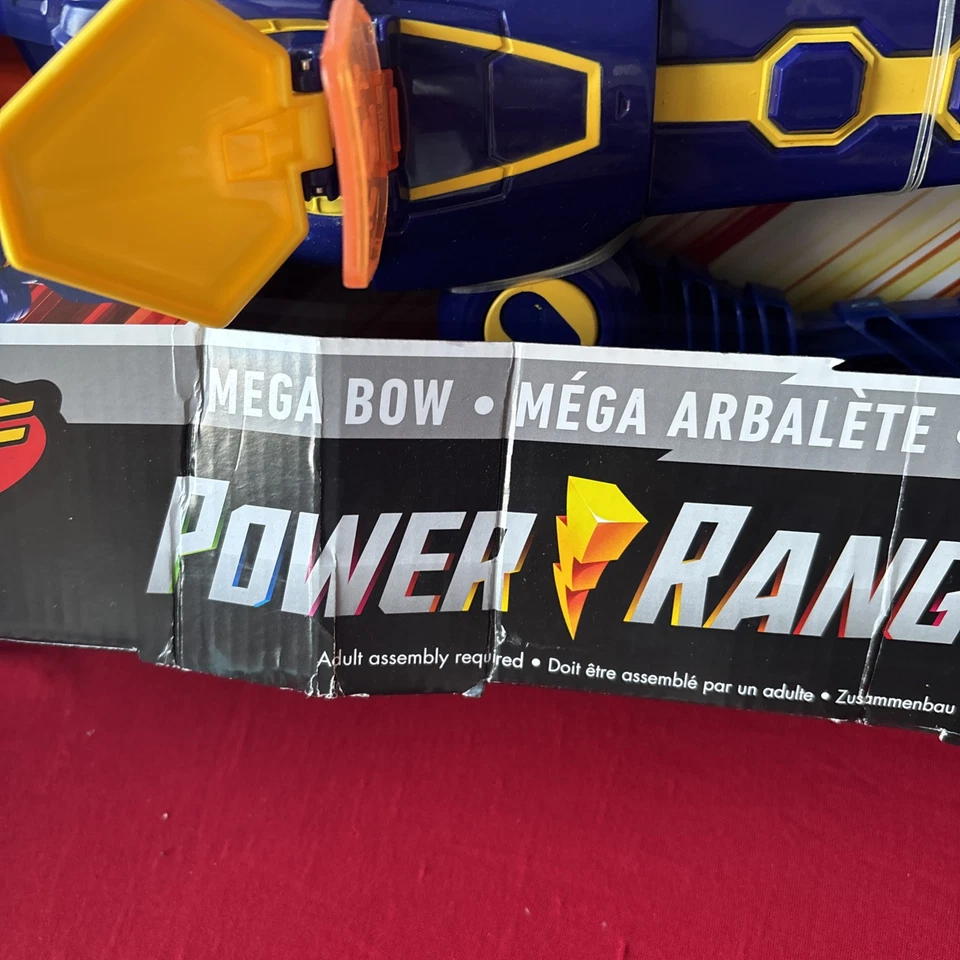 MEGA BOW • MÉGA ARBALÈTE •
POWER RANG
Adult assembly required • Doit être assemblé par un adulte • Zusammenbau